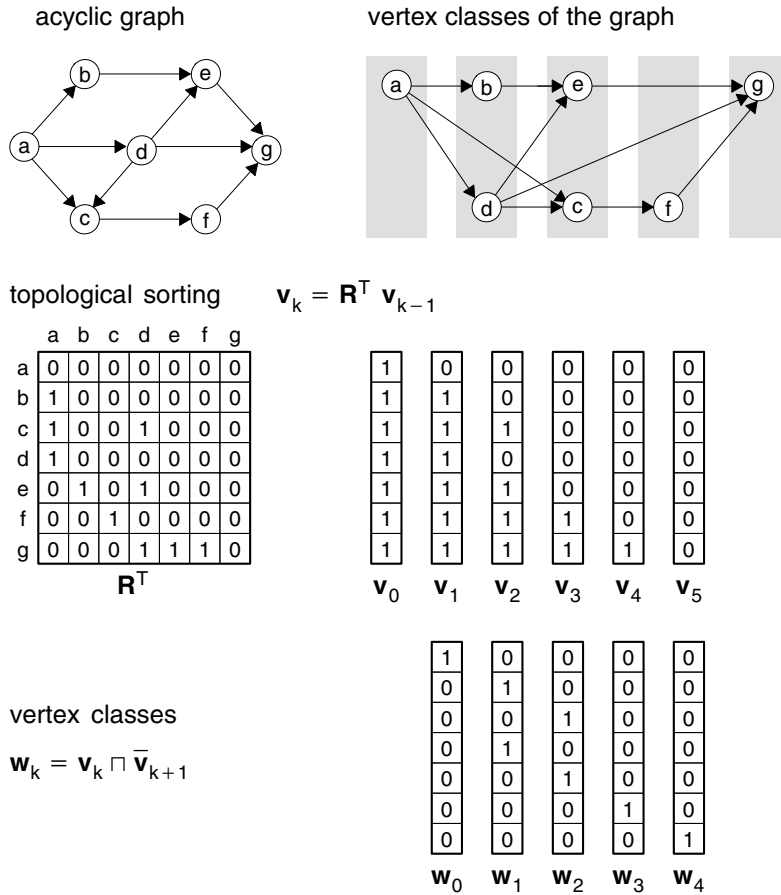 acyclic graph
vertex classes of the graph
b e
a d g
c f
a b e g
d c f
topological sorting v_k = R^T v_{k−1}
a b c d e f g
a 0 0 0 0 0 0 0
b 1 0 0 0 0 0 0
c 1 0 0 1 0 0 0
d 1 0 0 0 0 0 0
e 0 1 0 1 0 0 0
f 0 0 1 0 0 0 0
g 0 0 0 1 1 1 0
R^T
1 0 0 0 0 0
1 1 0 0 0 0
1 1 1 0 0 0
1 1 0 0 0 0
1 1 1 0 0 0
1 1 1 1 0 0
1 1 1 1 1 0
v_0 v_1 v_2 v_3 v_4 v_5
vertex classes
w_k = v_k ⊓ v̅_{k+1}
1 0 0 0 0
0 1 0 0 0
0 0 1 0 0
0 1 0 0 0
0 0 1 0 0
0 0 0 1 0
0 0 0 0 1
w_0 w_1 w_2 w_3 w_4